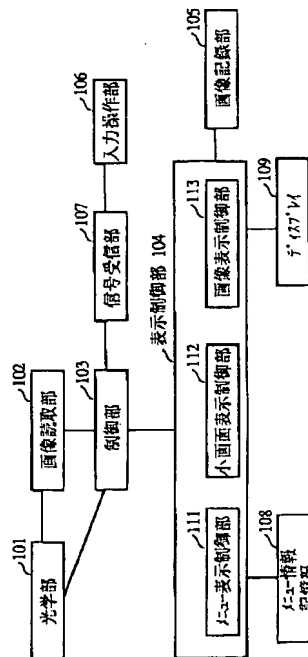 101
光学部
102
画像読取部
103
制御部
107
信号受信部
106
入力操作部
表示制御部 104
111
メニュー表示制御部
112
小画面表示制御部
113
画像表示制御部
105
画像記録部
108
メニュー情報
記憶部
109
ディスプレイ